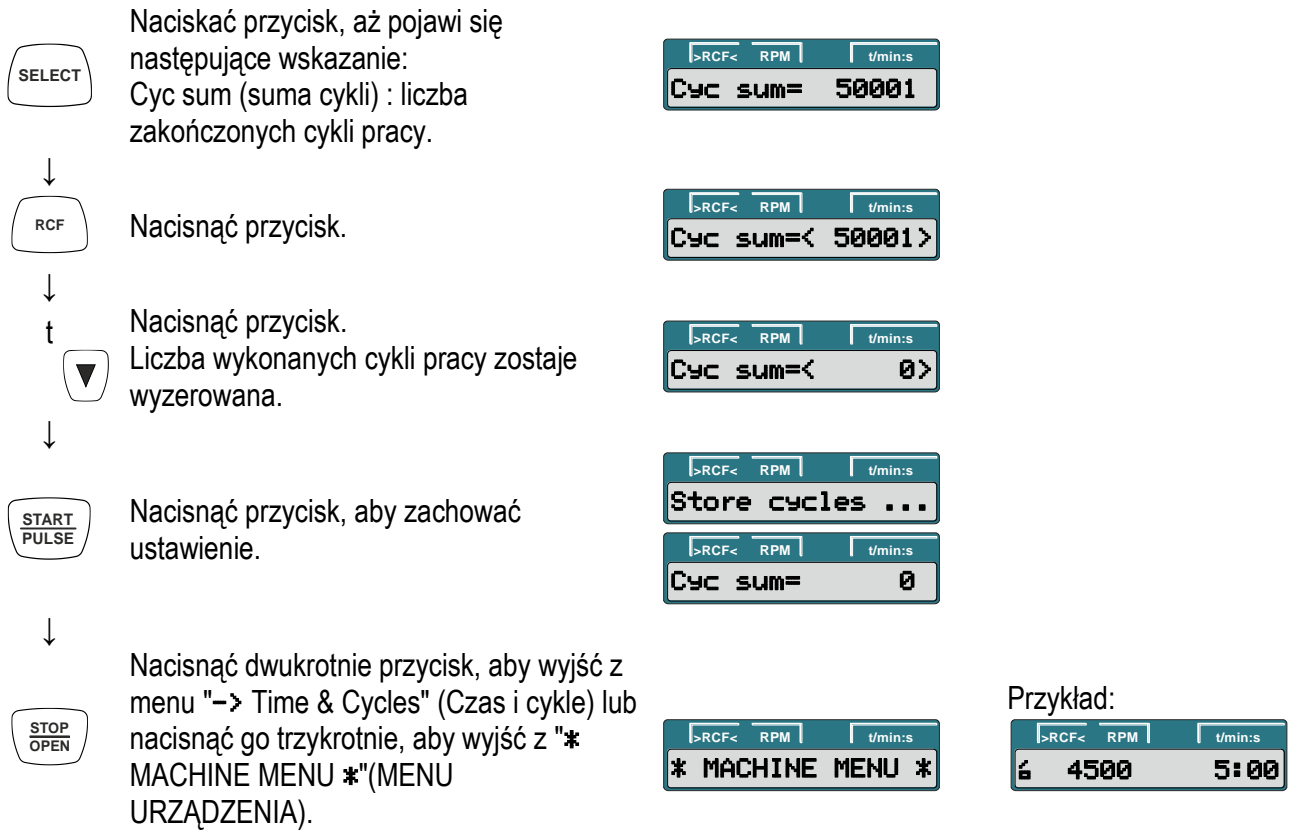 Naciskać przycisk, aż pojawi się
następujące wskazanie:
Cyc sum (suma cykli) : liczba
zakończonych cykli pracy.
SELECT
>RCF< RPM t/min:s
Cyc sum= 50001
↓
RCF
Nacisnąć przycisk.
>RCF< RPM t/min:s
Cyc sum=< 50001>
↓
t
▼
Nacisnąć przycisk.
Liczba wykonanych cykli pracy zostaje
wyzerowana.
>RCF< RPM t/min:s
Cyc sum=< 0>
↓
START
PULSE
Nacisnąć przycisk, aby zachować
ustawienie.
>RCF< RPM t/min:s
Store cycles ...
>RCF< RPM t/min:s
Cyc sum= 0
↓
STOP
OPEN
Nacisnąć dwukrotnie przycisk, aby wyjść z
menu "-> Time & Cycles" (Czas i cykle) lub
nacisnąć go trzykrotnie, aby wyjść z "*
MACHINE MENU *"(MENU
URZĄDZENIA).
>RCF< RPM t/min:s
* MACHINE MENU *
Przykład:
>RCF< RPM t/min:s
ś 4500 5:00